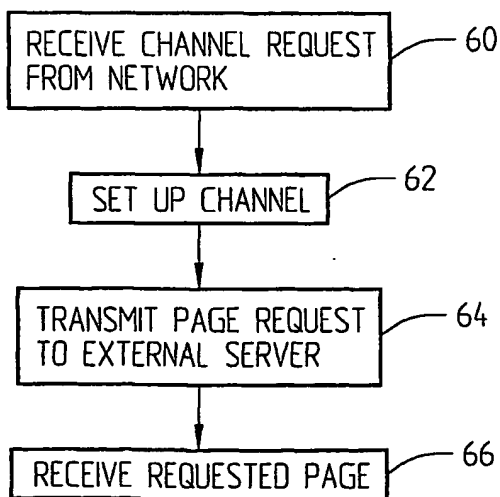 RECEIVE CHANNEL REQUEST
FROM NETWORK
60
SET UP CHANNEL
62
TRANSMIT PAGE REQUEST
TO EXTERNAL SERVER
64
RECEIVE REQUESTED PAGE
66